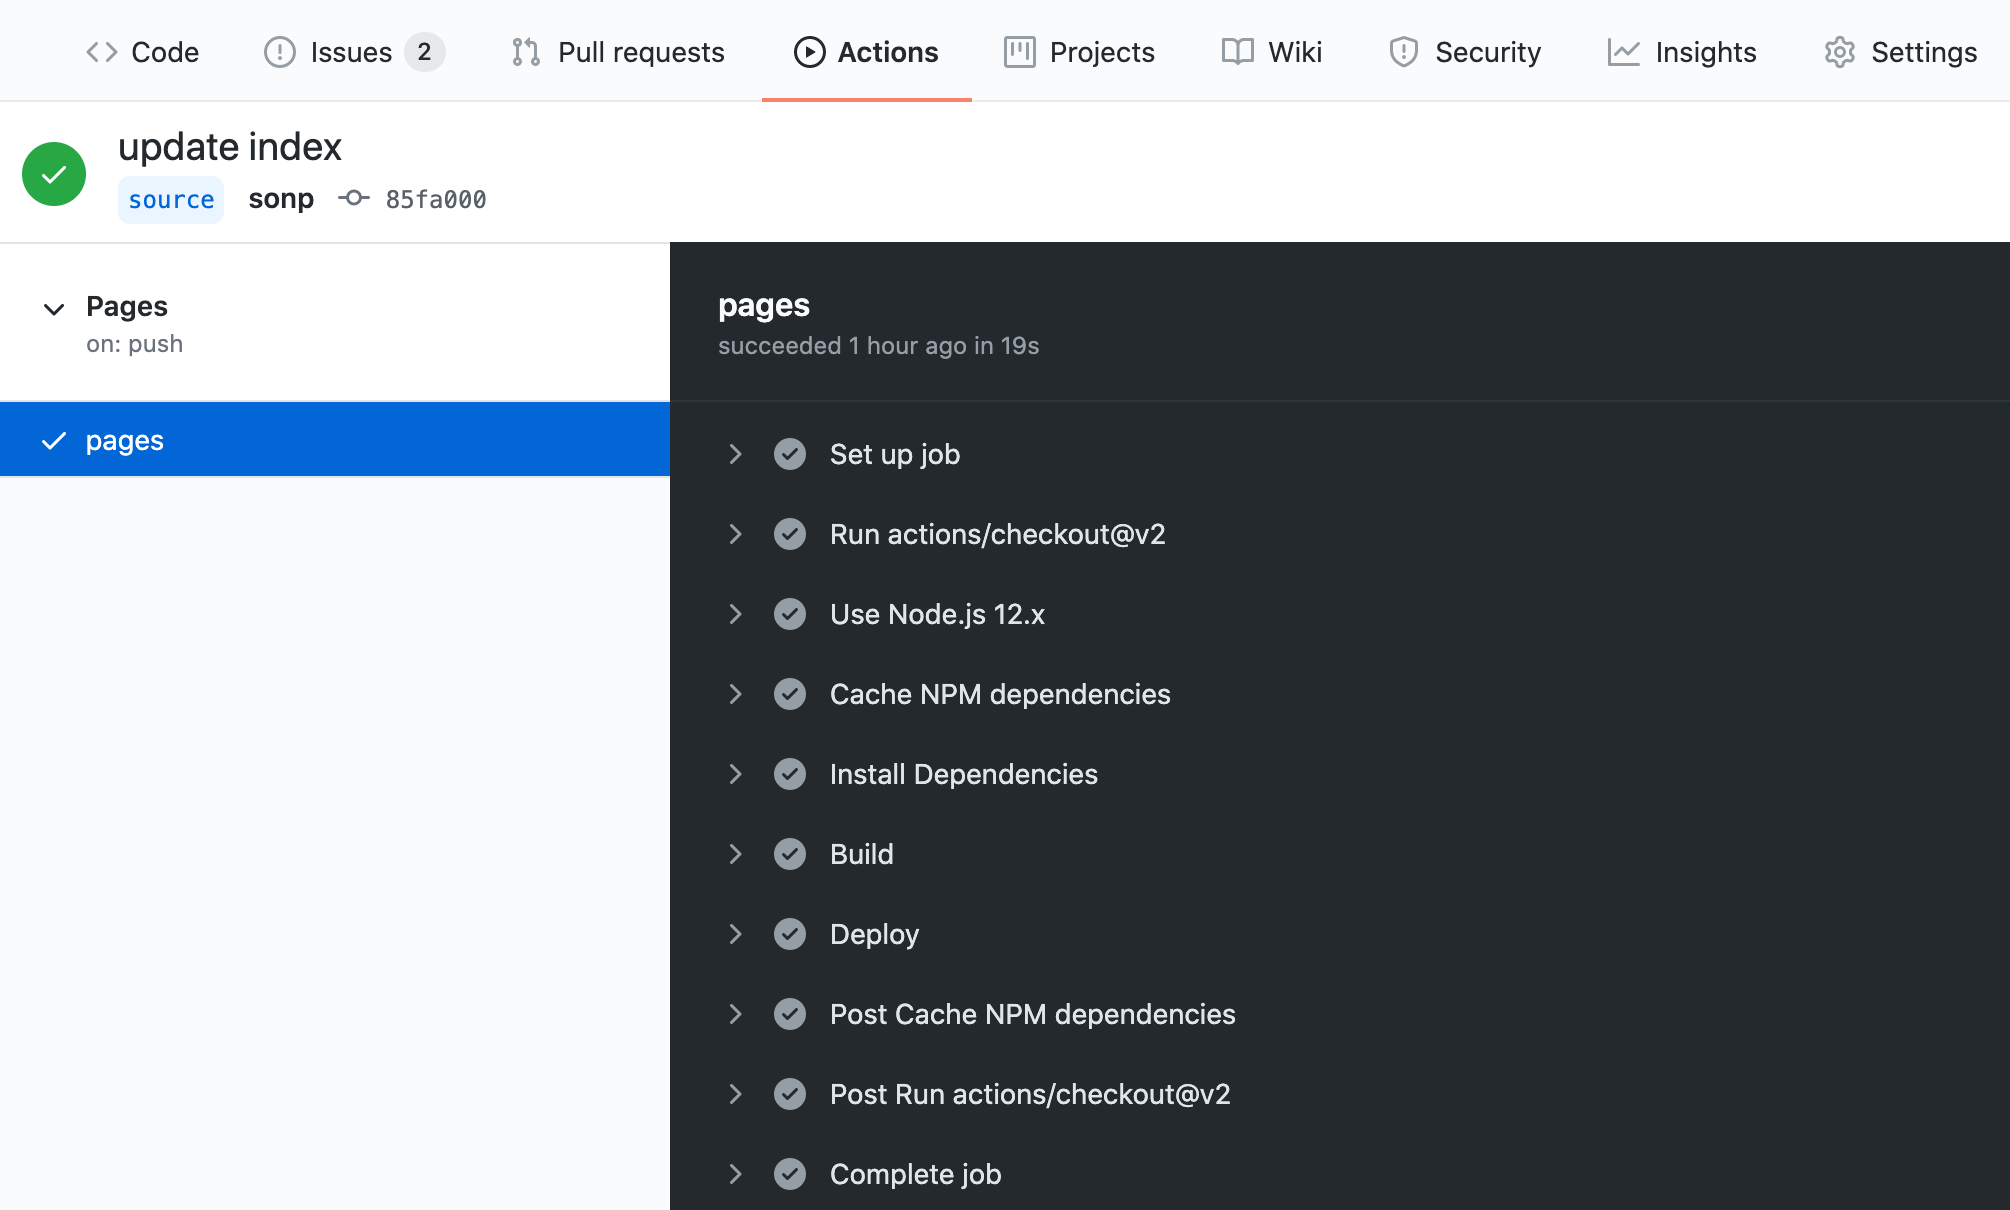 Code Issues 2 Pull requests Actions Projects Wiki Security Insights Settings
update index
source sonp 85fa000
Pages
on: push
pages
pages
succeeded 1 hour ago in 19s
Set up job
Run actions/checkout@v2
Use Node.js 12.x
Cache NPM dependencies
Install Dependencies
Build
Deploy
Post Cache NPM dependencies
Post Run actions/checkout@v2
Complete job